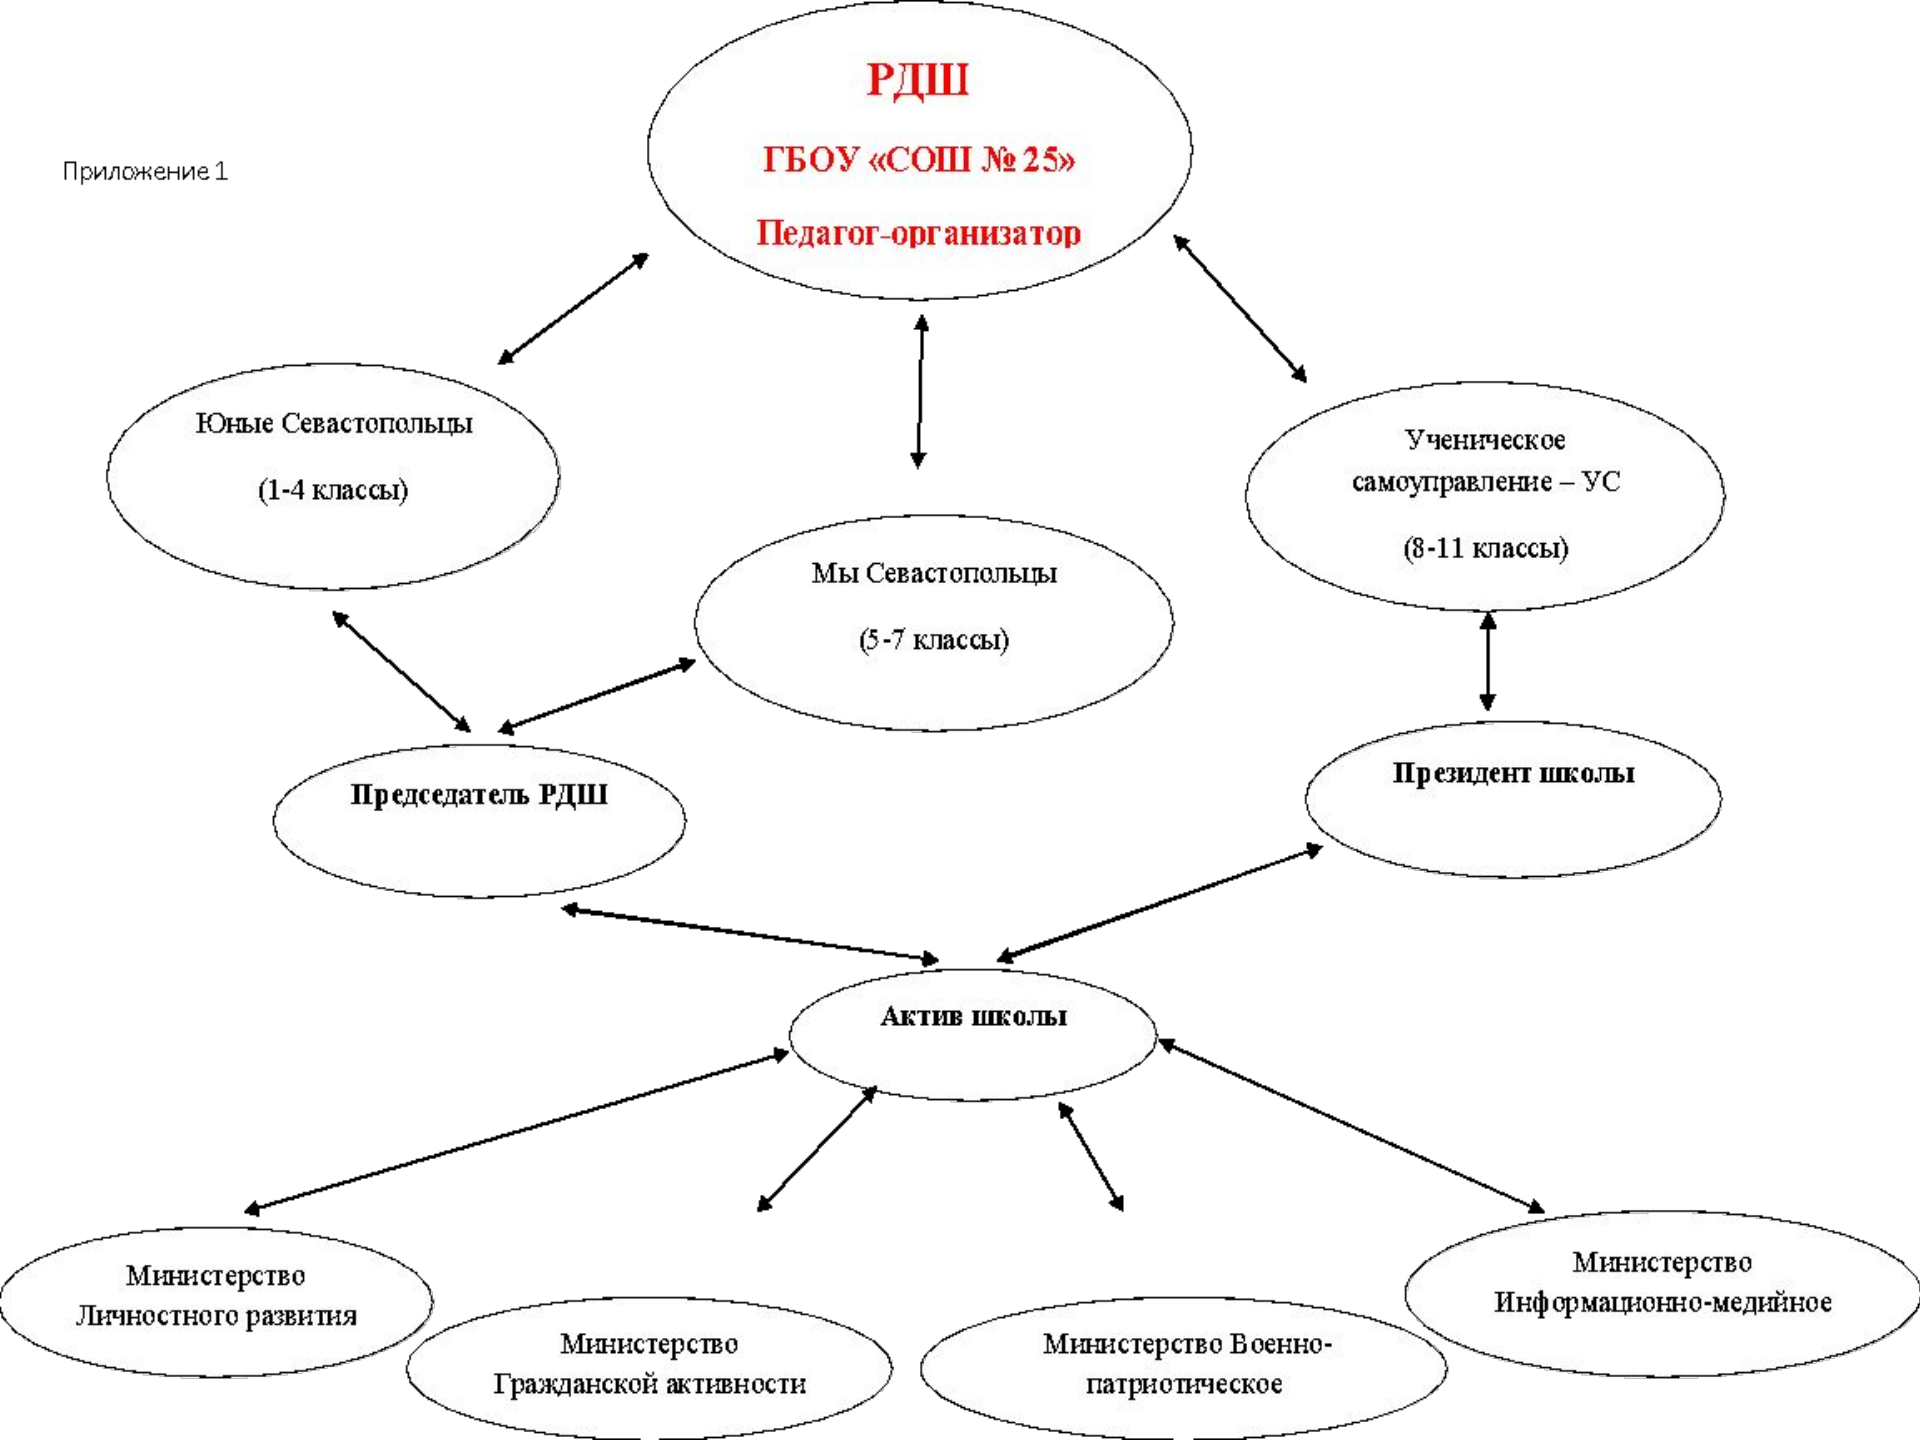 РДШ
ГБОУ «СОШ № 25»
Педагог-организатор
Приложение 1
Юные Севастопольцы
(1-4 классы)
Ученическое
самоуправление – УС
(8-11 классы)
Мы Севастопольцы
(5-7 классы)
Председатель РДШ
Президент школы
Актив школы
Министерство
Личностного развития
Министерство
Гражданской активности
Министерство Военно-
патриотическое
Министерство
Информационно-медийное